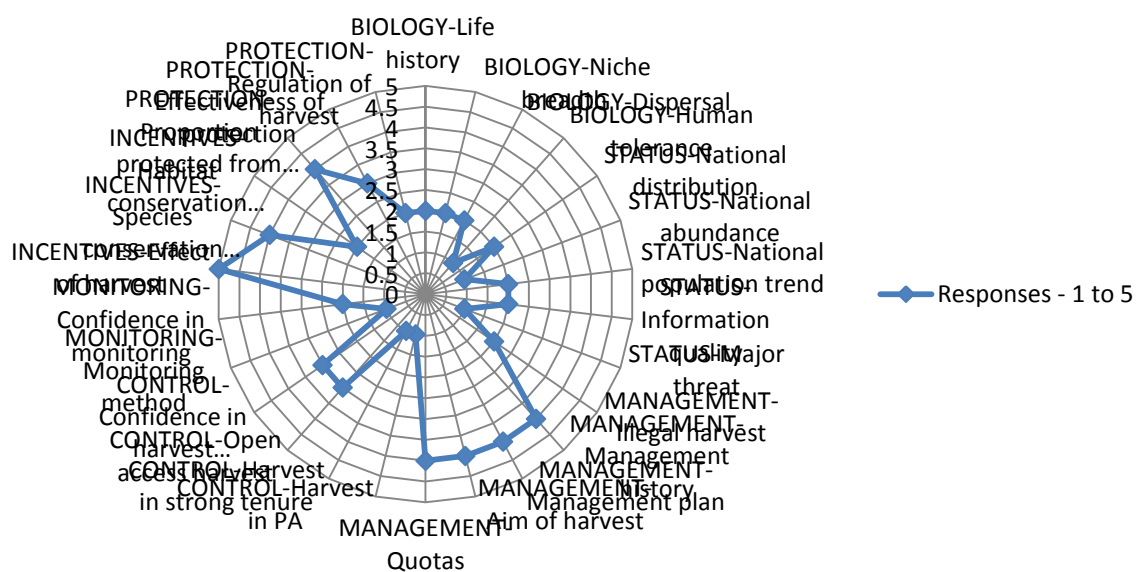 BIOLOGY-Life
history
BIOLOGY-Niche
breadth
BIOLOGY-Dispersal
BIOLOGY-Human
tolerance
STATUS-National
distribution
STATUS-National
abundance
STATUS-National
population trend
STATUS-
Information
quality
STATUS-Major
threat
MANAGEMENT-
Illegal harvest
MANAGEMENT-
Management
history
MANAGEMENT-
Management plan
MANAGEMENT-
Aim of harvest
MANAGEMENT-
Quotas
CONTROL-Harvest
in PA
CONTROL-Harvest
in strong tenure
CONTROL-Open
access harvest
CONTROL-
Confidence in
harvest...
MONITORING-
Monitoring
method
MONITORING-
Confidence in
monitoring
INCENTIVES-Effect
of harvest
INCENTIVES-
Species
conservation...
INCENTIVES-
Habitat
conservation...
PROTECTION-
Proportion
protected from...
PROTECTION-
Effectiveness of
protection
PROTECTION-
Regulation of
harvest
5
4.5
4
3.5
3
2.5
2
1.5
1
0.5
0
Responses - 1 to 5